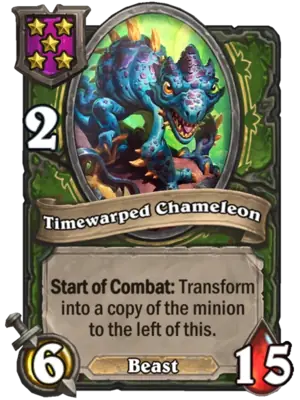 2
Timewarped Chameleon
Start of Combat: Transform
into a copy of the minion
to the left of this.
6
Beast
15